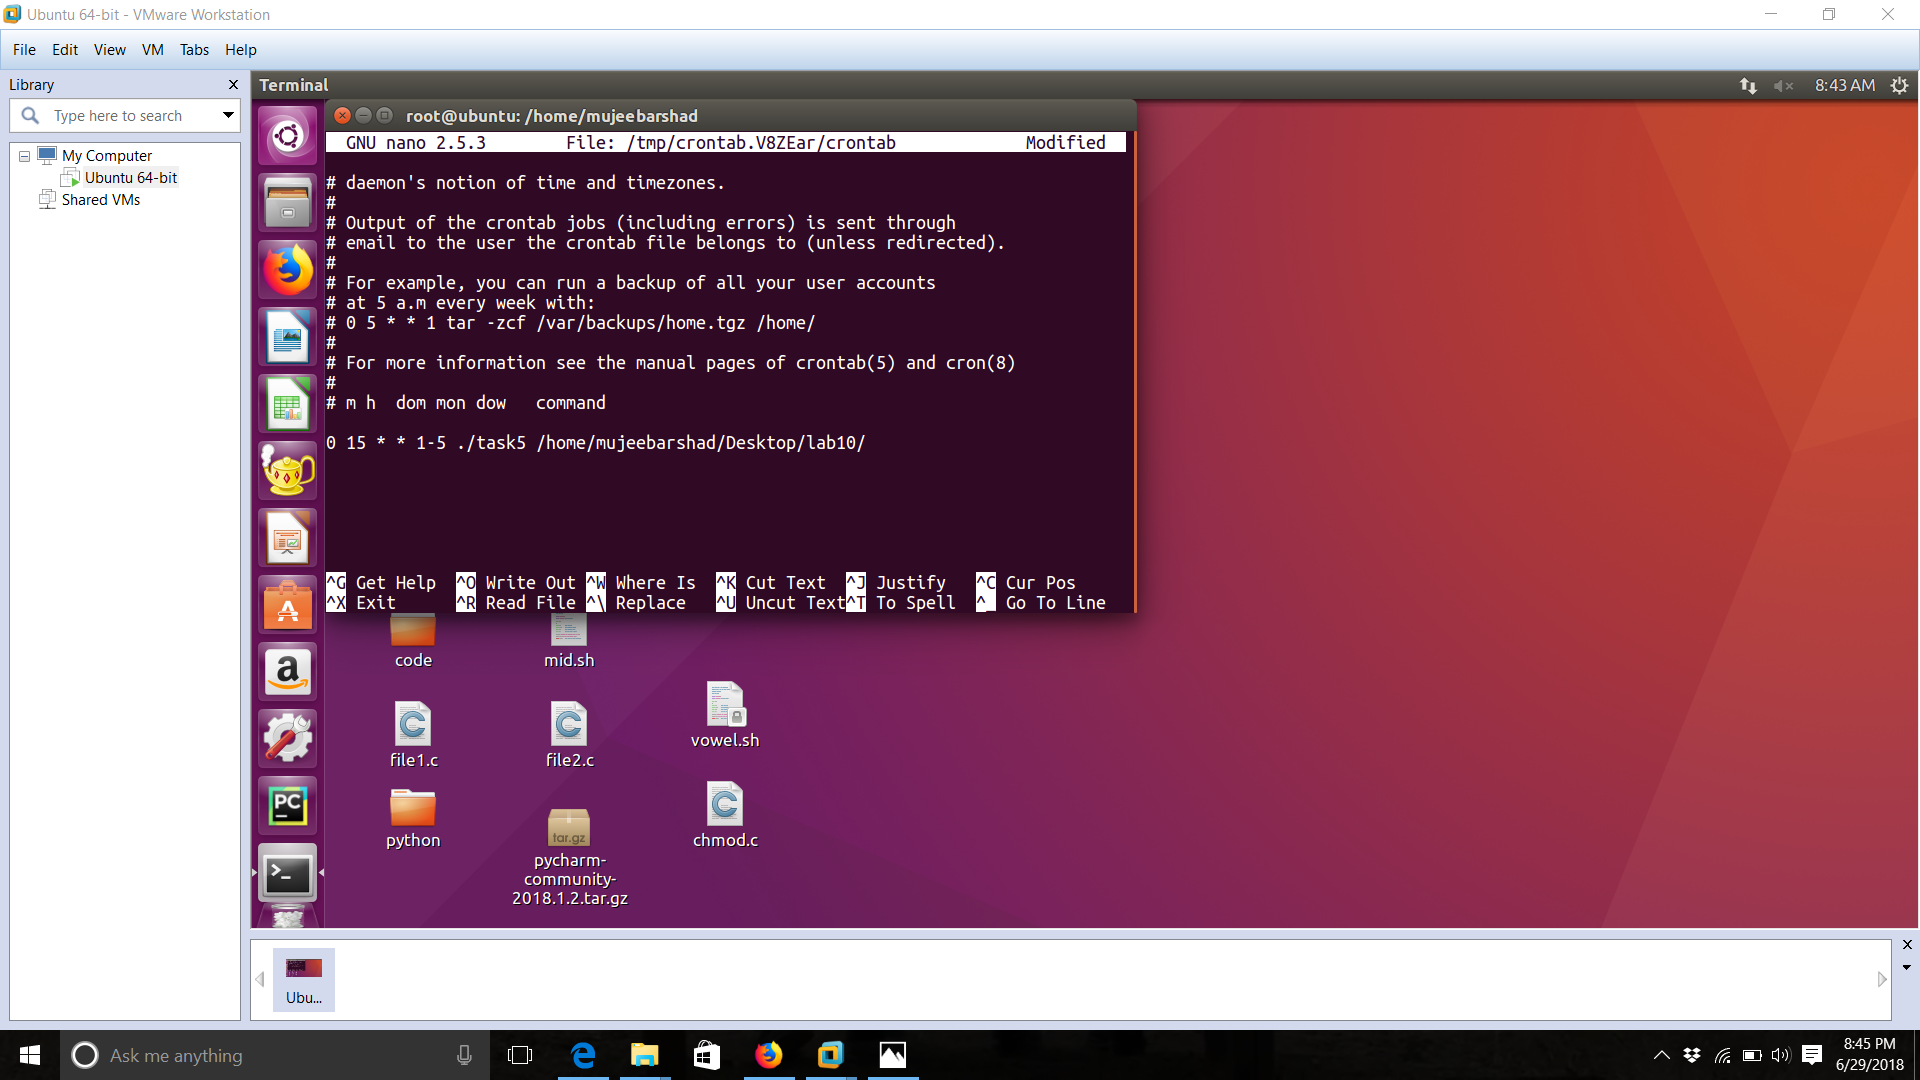 Ubuntu 64-bit - VMware Workstation
File Edit View VM Tabs Help
Library
Type here to search
My Computer
Ubuntu 64-bit
Shared VMs
Terminal
8:43 AM
root@ubuntu: /home/mujeebarshad
GNU nano 2.5.3 File: /tmp/crontab.V8ZEar/crontab Modified
# daemon's notion of time and timezones.
#
# Output of the crontab jobs (including errors) is sent through
# email to the user the crontab file belongs to (unless redirected).
#
# For example, you can run a backup of all your user accounts
# at 5 a.m every week with:
# 0 5 * * 1 tar -zcf /var/backups/home.tgz /home/
#
# For more information see the manual pages of crontab(5) and cron(8)
#
# m h  dom mon dow   command
0 15 * * 1-5 ./task5 /home/mujeebarshad/Desktop/lab10/
^G Get Help ^O Write Out ^W Where Is ^K Cut Text ^J Justify ^C Cur Pos
^X Exit ^R Read File ^\ Replace ^U Uncut Text ^T To Spell ^_ Go To Line
code
mid.sh
vowel.sh
file1.c
file2.c
chmod.c
python
tar.gz
pycharm-
community-
2018.1.2.tar.gz
PC
Ubu...
Ask me anything
8:45 PM
6/29/2018